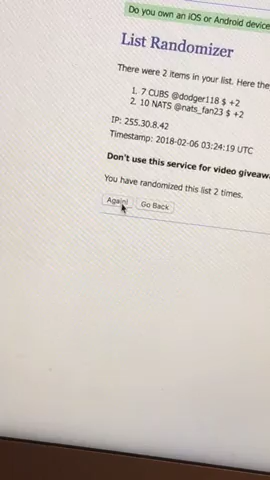 Do you own an iOS or Android device
List Randomizer
There were 2 items in your list. Here the
1. 7 CUBS @dodger118 $ +2
2. 10 NATS @nats_fan23 $ +2
IP: 255.30.8.42
Timestamp: 2018-02-06 03:24:19 UTC
Don't use this service for video giveaw
You have randomized this list 2 times.
Again!
Go Back